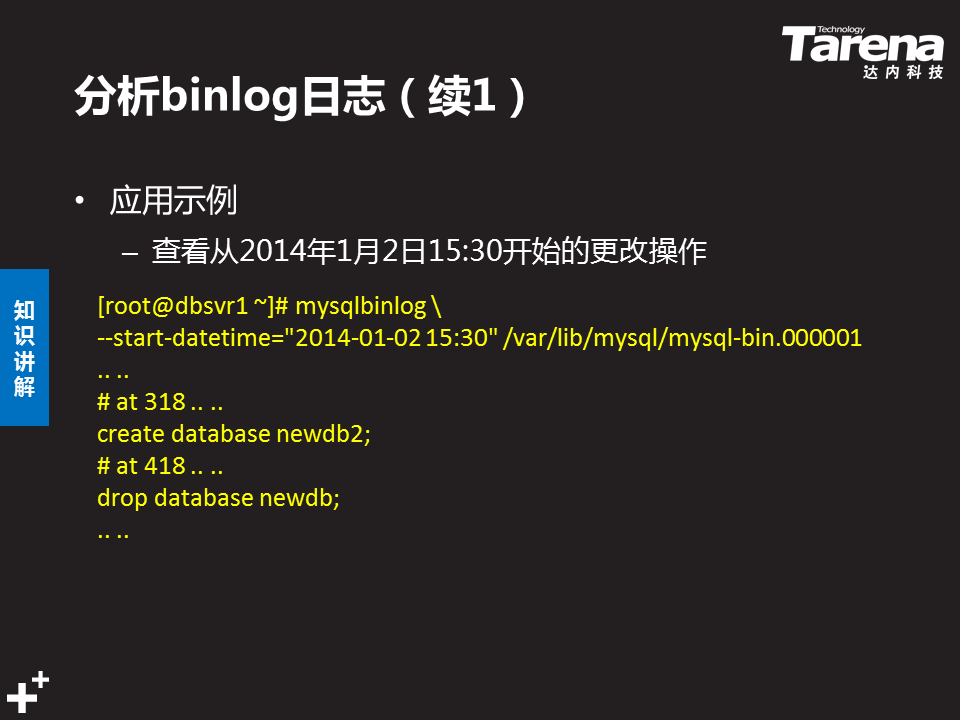 Technology
Tarena
达内科技
分析binlog日志（续1）
• 应用示例
– 查看从2014年1月2日15:30开始的更改操作
知识讲解
[root@dbsvr1 ~]# mysqlbinlog \
--start-datetime="2014-01-02 15:30" /var/lib/mysql/mysql-bin.000001
.. ..
# at 318 .. ..
create database newdb2;
# at 418 .. ..
drop database newdb;
.. ..